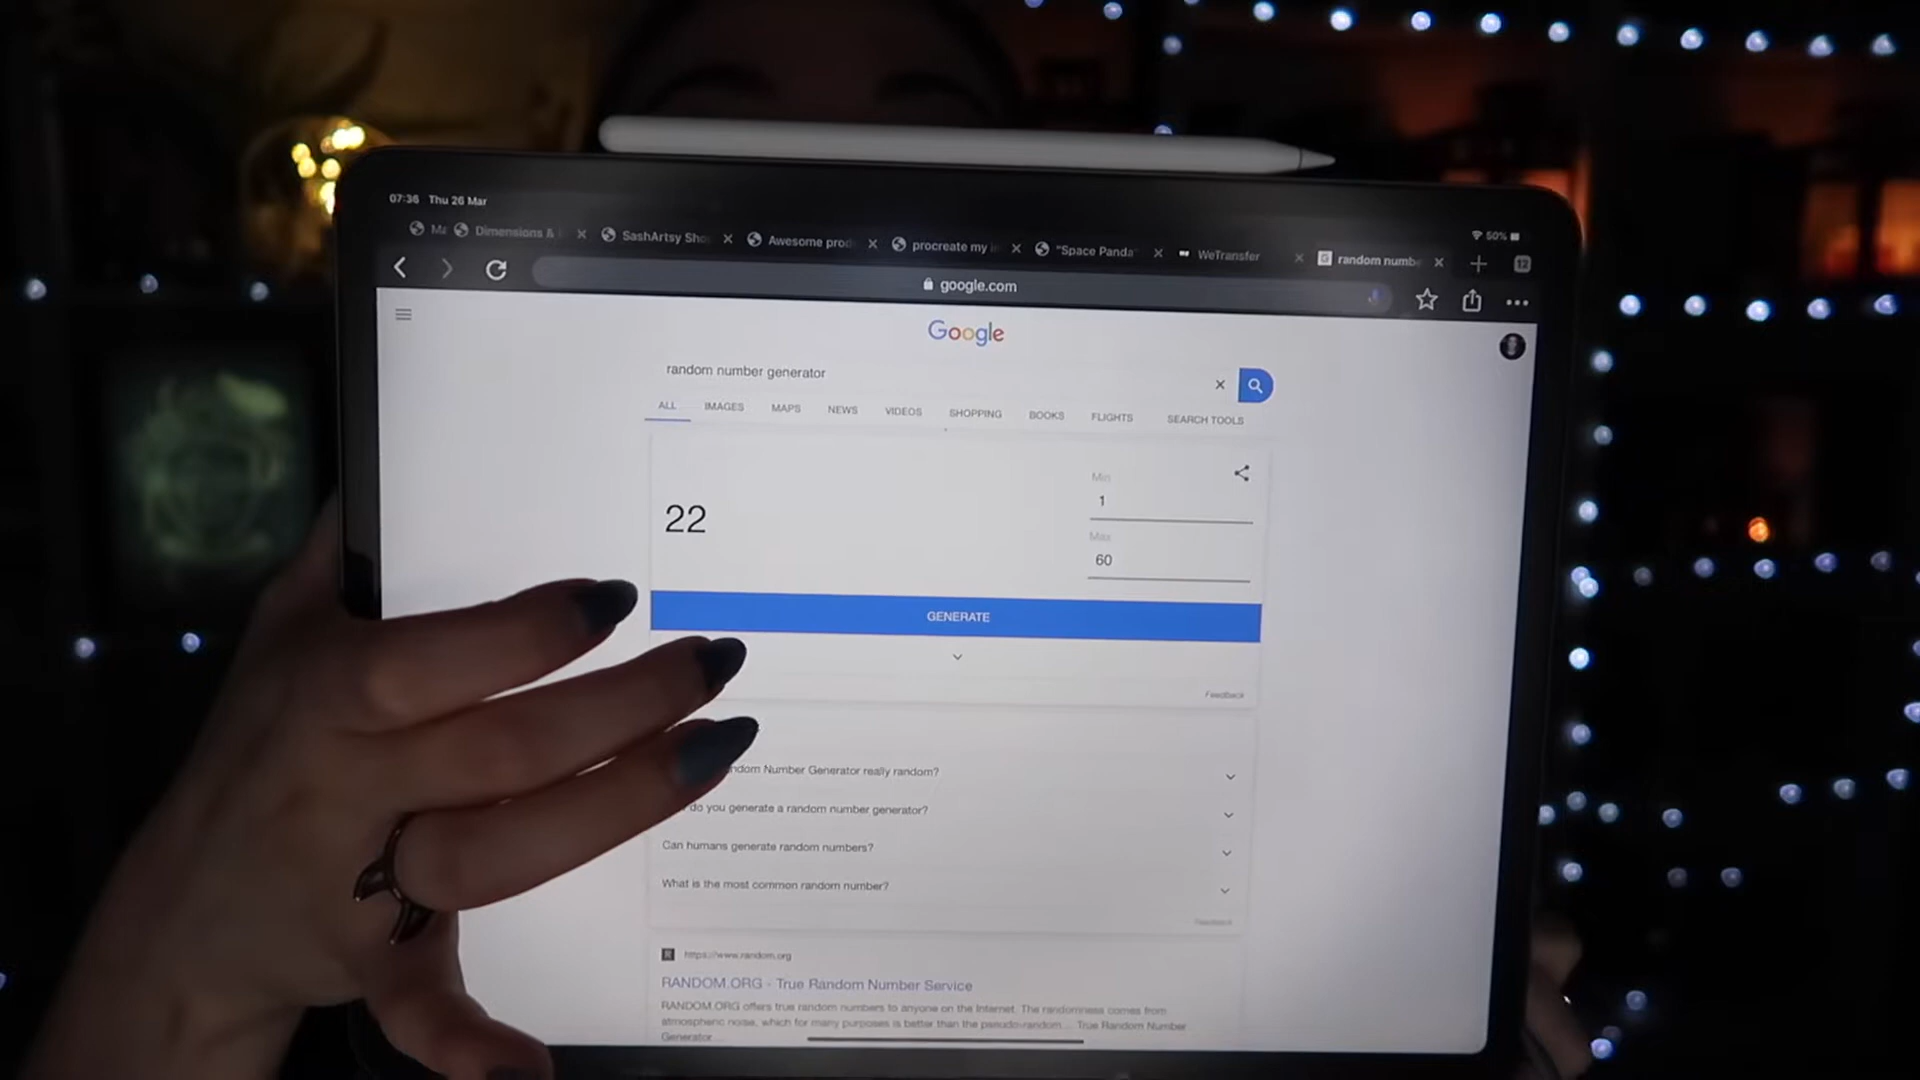 07:36 Thu 26 Mar
50%
Dimensions &
SashArtsy Sho
Awesome prod
procreate my
"Space Panda
WeTransfer
random numbe
12
google.com
Google
random number generator
ALL IMAGES MAPS NEWS VIDEOS SHOPPING BOOKS FLIGHTS SEARCH TOOLS
22
Min
1
Max
60
GENERATE
Feedback
ndom Number Generator really random?
do you generate a random number generator?
Can humans generate random numbers?
What is the most common random number?
Feedback
https://www.random.org
RANDOM.ORG - True Random Number Service
RANDOM.ORG offers true random numbers to anyone on the Internet. The randomness comes from
atmospheric noise, which for many purposes is better than the pseudo-random ... True Random Number
Generator